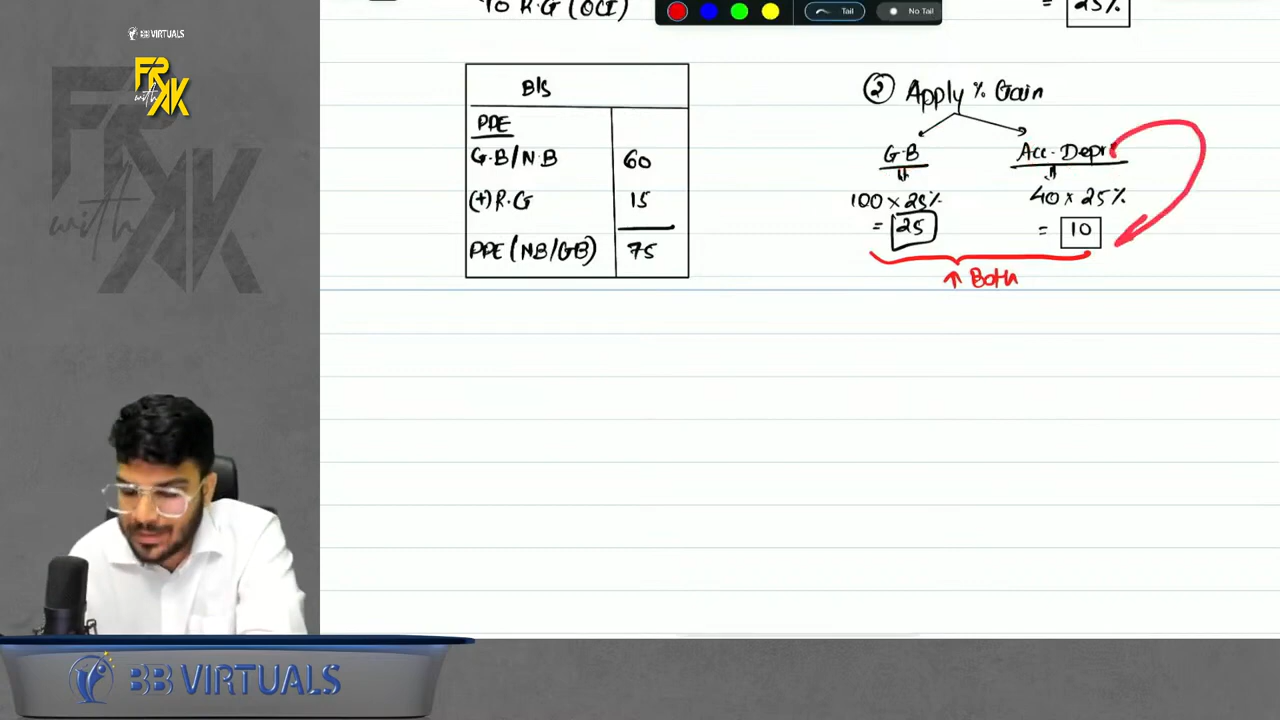 To R.G (OCI)
Tail
No Tail
= 25%
BB VIRTUALS
FR
with
AK
B/S
PPE
G.B/N.B 60
(+) R.G 15
PPE (NB/GB) 75
② Apply % Gain
G.B
Acc. Depr
100 × 25%
40 × 25%
= 25
= 10
↑ Both
BB VIRTUALS